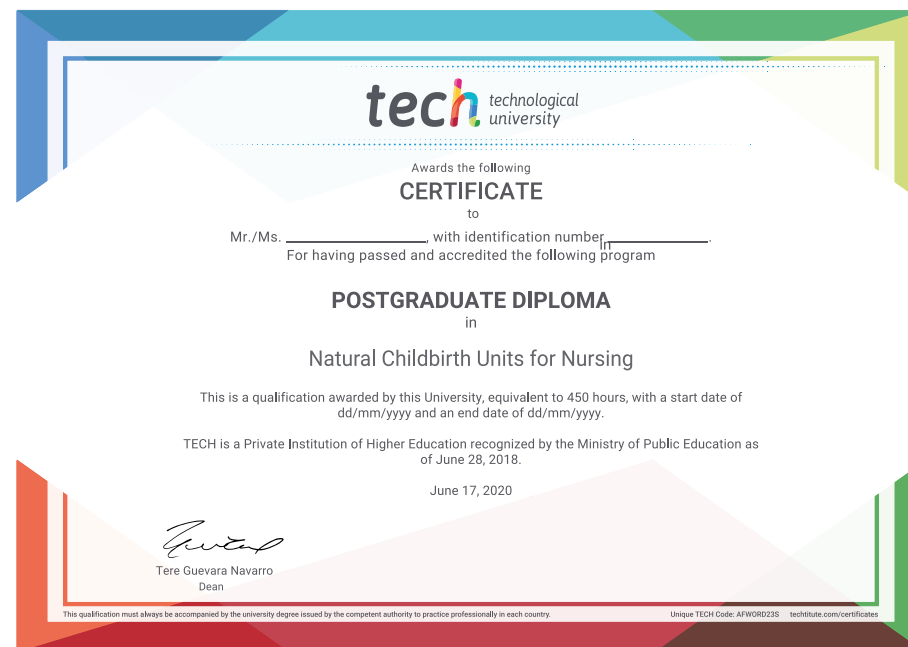 tech technological
university
Awards the following
CERTIFICATE
to
Mr./Ms. ____________, with identification number_________.
In
For having passed and accredited the following program
POSTGRADUATE DIPLOMA
in
Natural Childbirth Units for Nursing
This is a qualification awarded by this University, equivalent to 450 hours, with a start date of
dd/mm/yyyy and an end date of dd/mm/yyyy.
TECH is a Private Institution of Higher Education recognized by the Ministry of Public Education as
of June 28, 2018.
June 17, 2020
Tere Guevara Navarro
Dean
This qualification must always be accompanied by the university degree issued by the competent authority to practice professionally in each country. Unique TECH Code: AFWORD23S techtitute.com/certificates